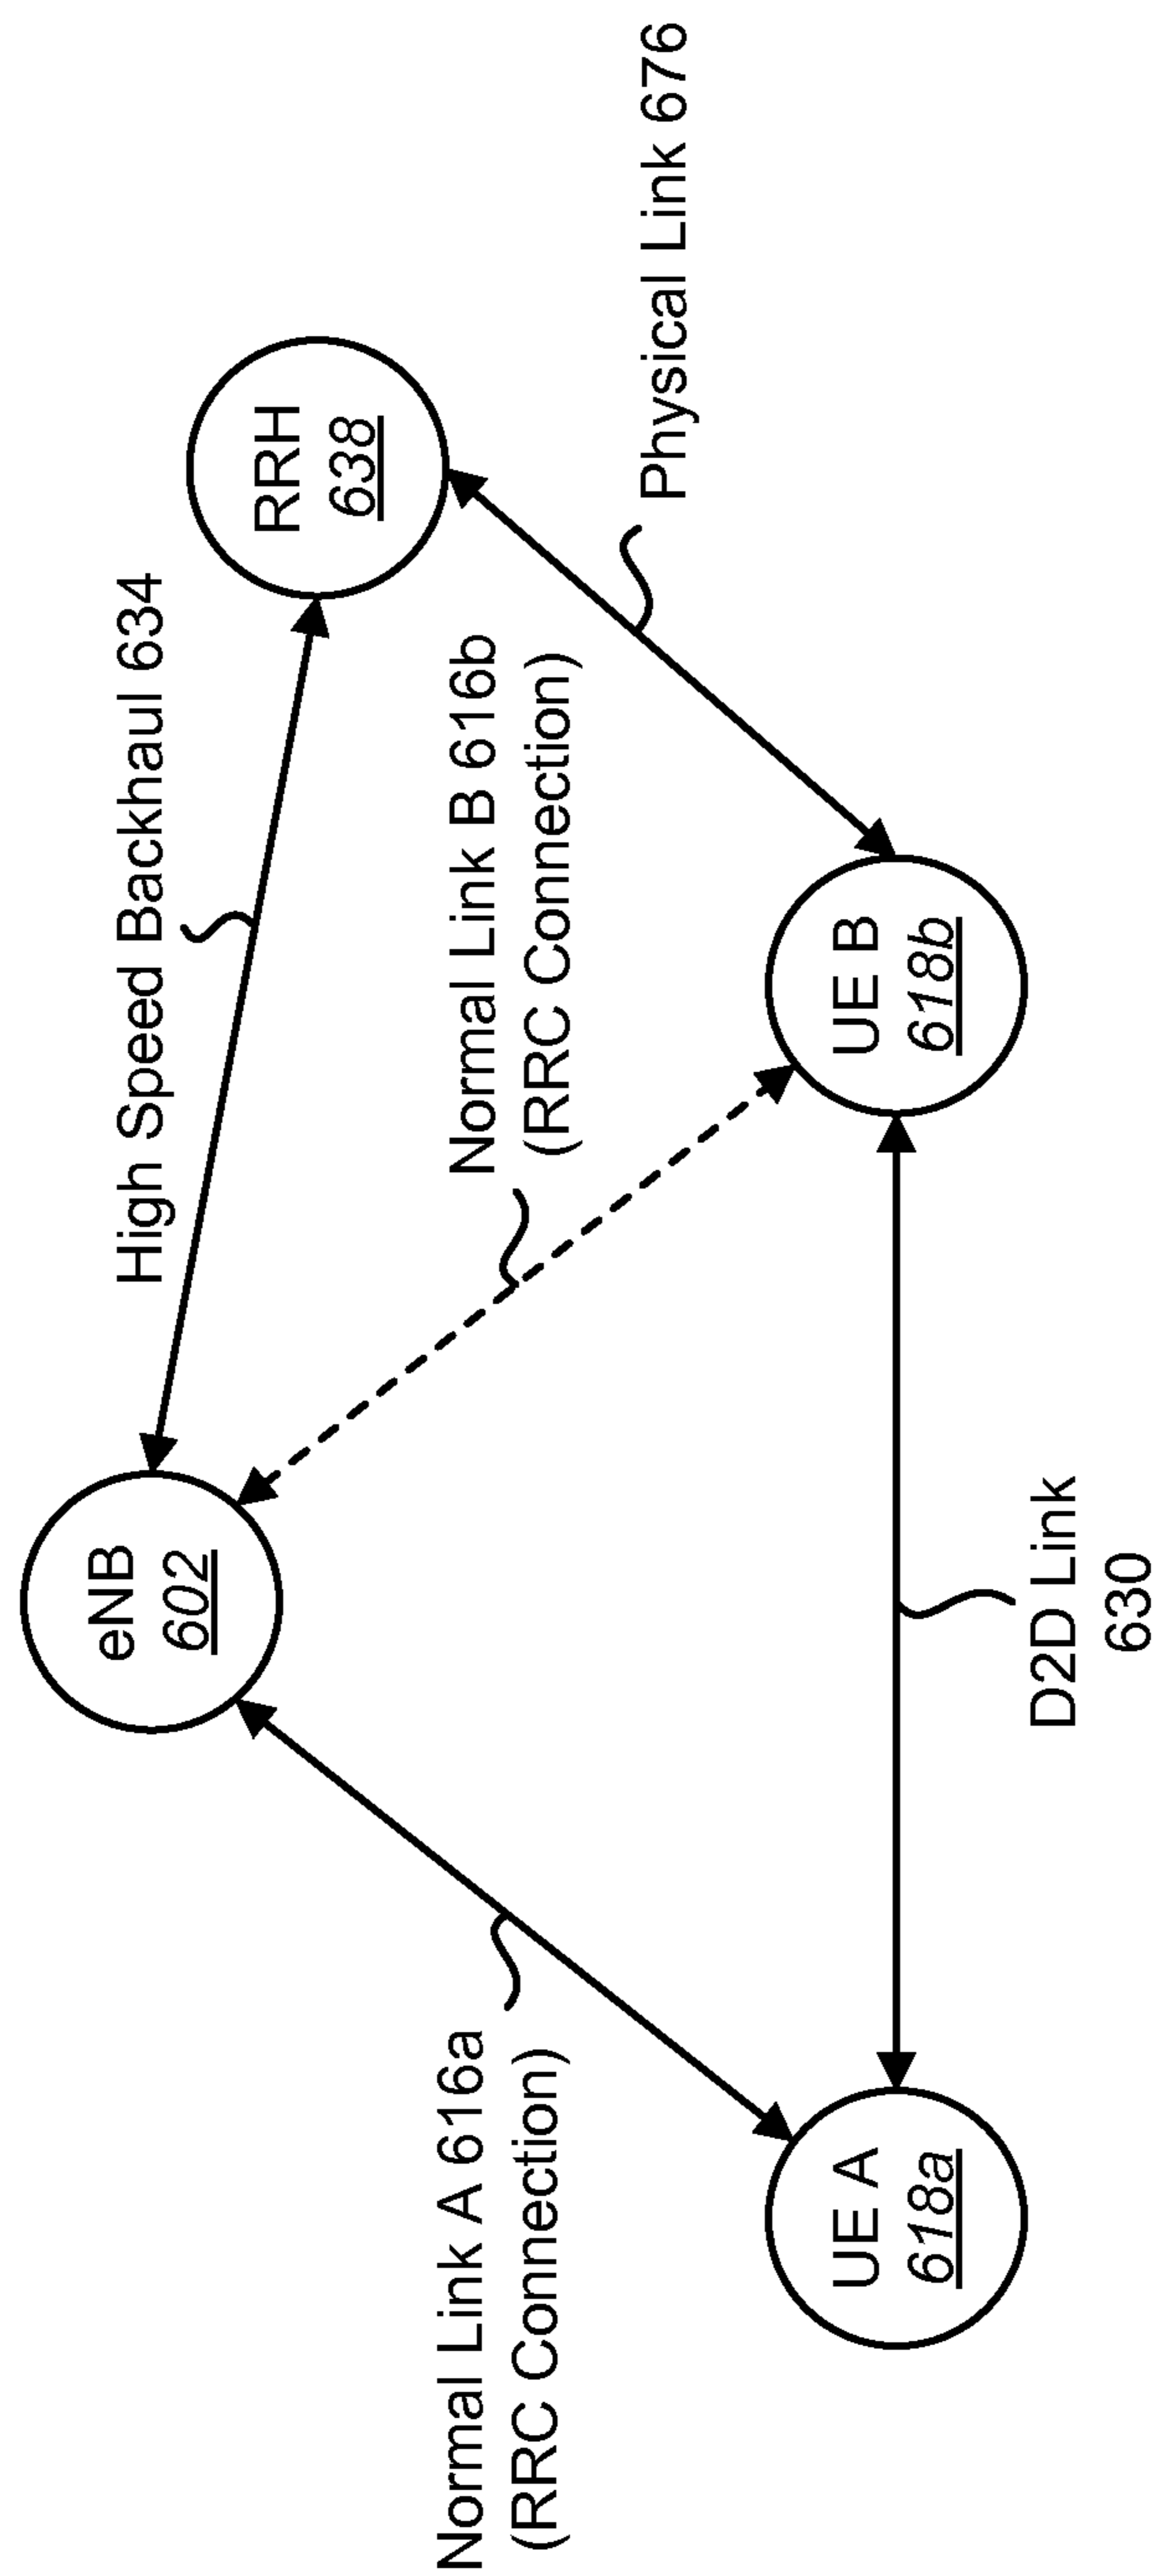 High Speed Backhaul 634
eNB
602
RRH
638
Normal Link A 616a
(RRC Connection)
Normal Link B 616b
(RRC Connection)
Physical Link 676
UE A
618a
UE B
618b
D2D Link
630